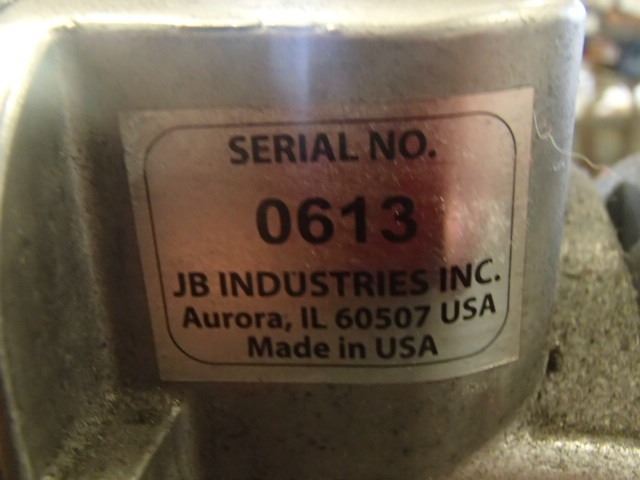 SERIAL NO.
0613
JB INDUSTRIES INC.
Aurora, IL 60507 USA
Made in USA